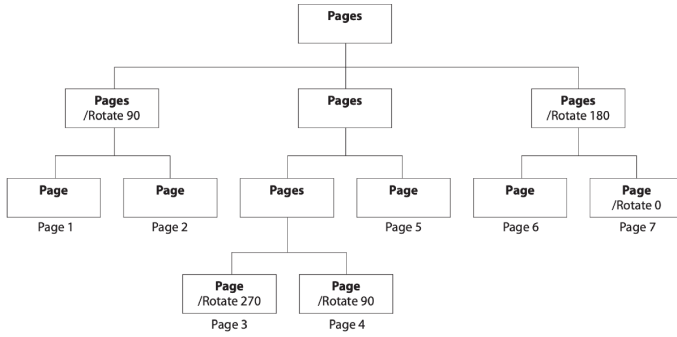 Pages
Pages
/Rotate 90
Pages
Pages
/Rotate 180
Page
Page 1
Page
Page 2
Pages
Page
Page 5
Page
Page 6
Page
/Rotate 0
Page 7
Page
/Rotate 270
Page 3
Page
/Rotate 90
Page 4